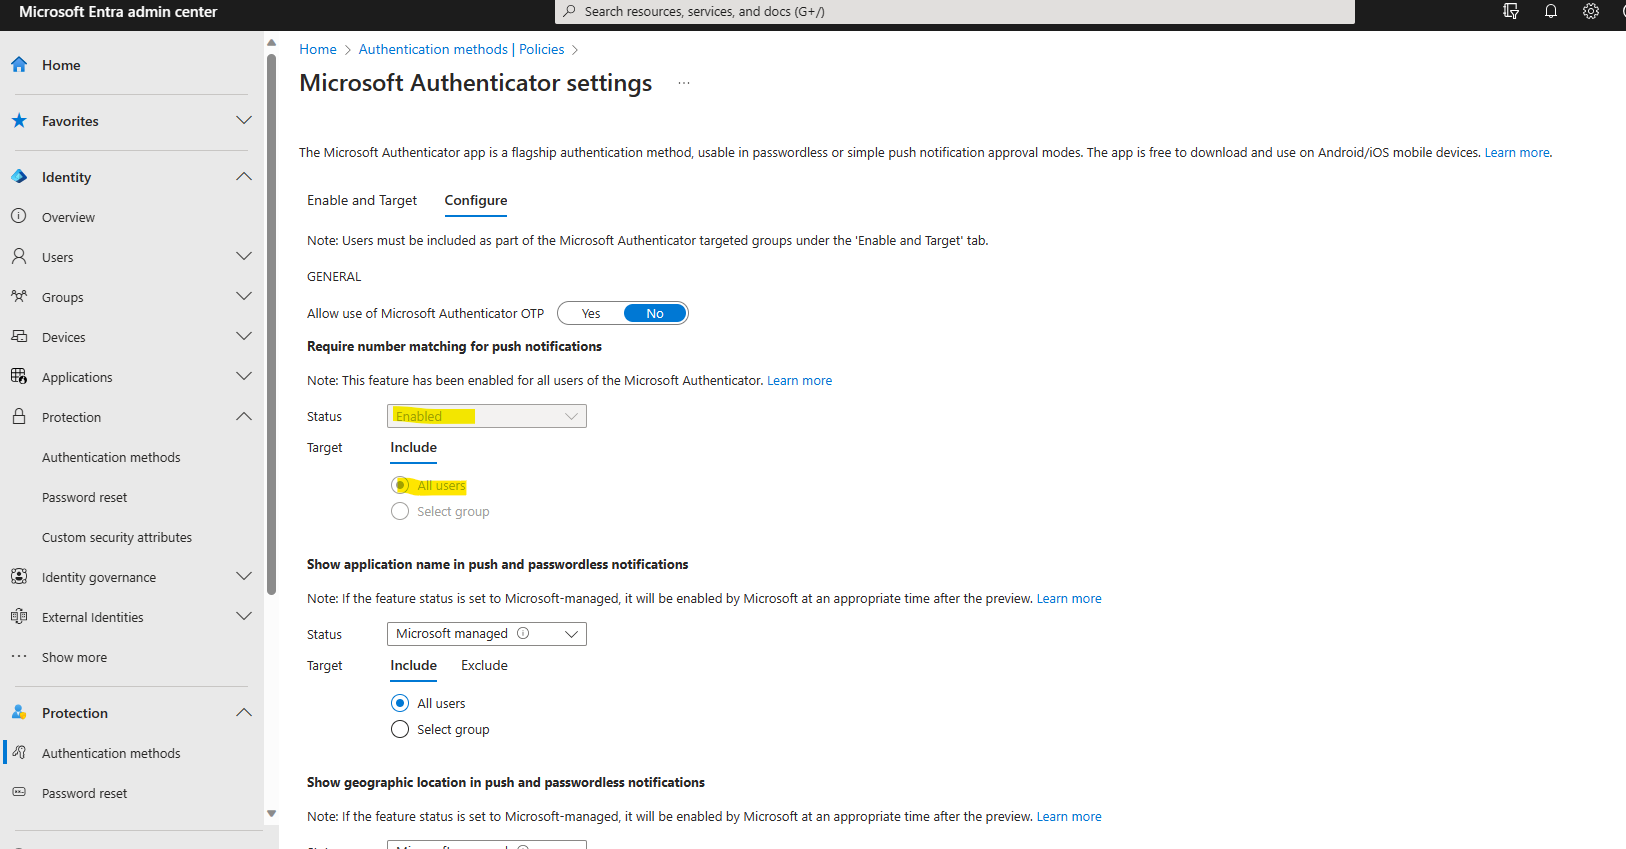 Microsoft Entra admin center
Search resources, services, and docs (G+/)
Home
Favorites
Identity
Overview
Users
Groups
Devices
Applications
Protection
Authentication methods
Password reset
Custom security attributes
Identity governance
External Identities
Show more
Protection
Authentication methods
Password reset
Home > Authentication methods | Policies >
Microsoft Authenticator settings ...
The Microsoft Authenticator app is a flagship authentication method, usable in passwordless or simple push notification approval modes. The app is free to download and use on Android/iOS mobile devices. Learn more.
Enable and Target Configure
Note: Users must be included as part of the Microsoft Authenticator targeted groups under the 'Enable and Target' tab.
GENERAL
Allow use of Microsoft Authenticator OTP Yes No
Require number matching for push notifications
Note: This feature has been enabled for all users of the Microsoft Authenticator. Learn more
Status Enabled
Target Include
All users
Select group
Show application name in push and passwordless notifications
Note: If the feature status is set to Microsoft-managed, it will be enabled by Microsoft at an appropriate time after the preview. Learn more
Status Microsoft managed
Target Include Exclude
All users
Select group
Show geographic location in push and passwordless notifications
Note: If the feature status is set to Microsoft-managed, it will be enabled by Microsoft at an appropriate time after the preview. Learn more